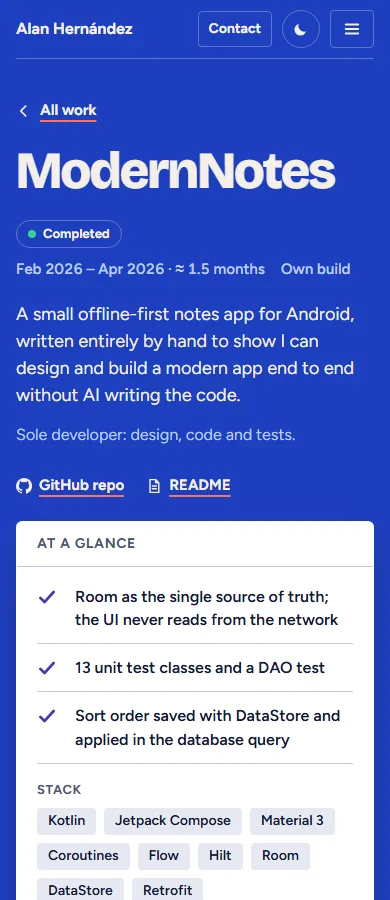 Alan Hernández
Contact
All work
ModernNotes
Completed
Feb 2026 – Apr 2026 · ≈ 1.5 months Own build
A small offline-first notes app for Android,
written entirely by hand to show I can
design and build a modern app end to end
without AI writing the code.
Sole developer: design, code and tests.
GitHub repo README
AT A GLANCE
Room as the single source of truth;
the UI never reads from the network
13 unit test classes and a DAO test
Sort order saved with DataStore and
applied in the database query
STACK
Kotlin Jetpack Compose Material 3
Coroutines Flow Hilt Room
DataStore Retrofit